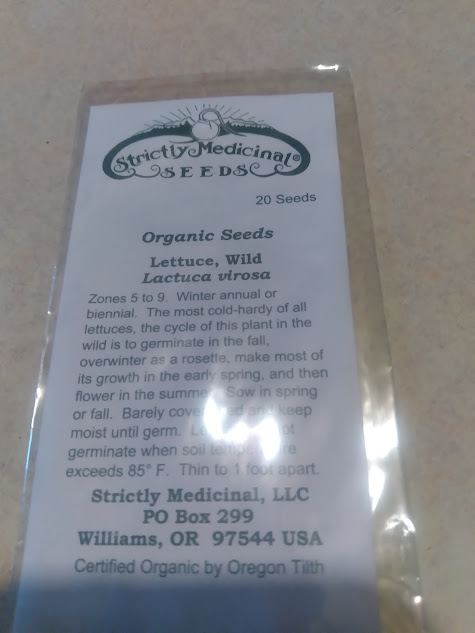 Strictly Medicinal®
SEEDS
20 Seeds
Organic Seeds
Lettuce, Wild
Lactuca virosa
Zones 5 to 9. Winter annual or
biennial. The most cold-hardy of all
lettuces, the cycle of this plant in the
wild is to germinate in the fall,
overwinter as a rosette, make most of
its growth in the early spring, and then
flower in the summer. Sow in spring
or fall. Barely cover and keep
moist until germ.
germinate when soil temperature
exceeds 85° F. Thin to 1 foot apart.
Strictly Medicinal, LLC
PO Box 299
Williams, OR 97544 USA
Certified Organic by Oregon Tilth